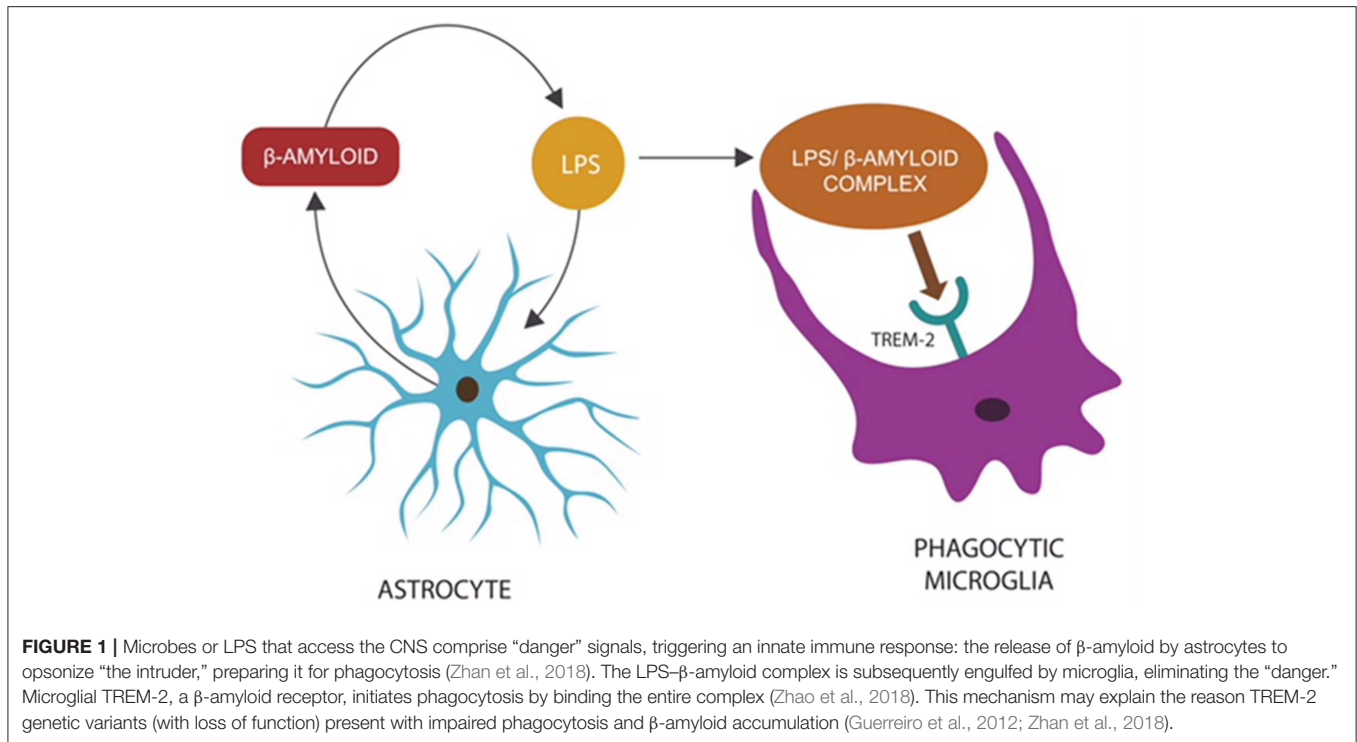 β-AMYLOID
LPS
LPS/ β-AMYLOID
COMPLEX
TREM-2
ASTROCYTE
PHAGOCYTIC
MICROGLIA
FIGURE 1 | Microbes or LPS that access the CNS comprise “danger” signals, triggering an innate immune response: the release of β-amyloid by astrocytes to
opsonize “the intruder,” preparing it for phagocytosis (Zhan et al., 2018). The LPS–β-amyloid complex is subsequently engulfed by microglia, eliminating the “danger.”
Microglial TREM-2, a β-amyloid receptor, initiates phagocytosis by binding the entire complex (Zhao et al., 2018). This mechanism may explain the reason TREM-2
genetic variants (with loss of function) present with impaired phagocytosis and β-amyloid accumulation (Guerreiro et al., 2012; Zhan et al., 2018).